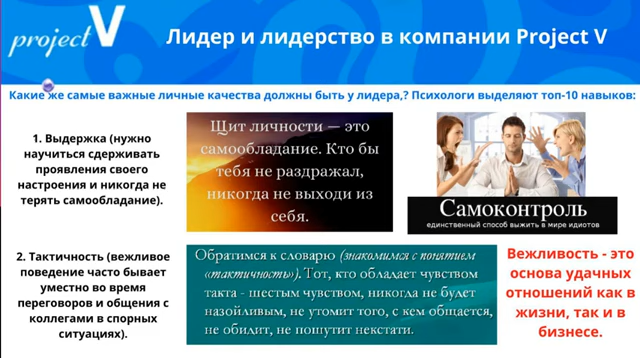 project V
Лидер и лидерство в компании Project V
Какие же самые важные личные качества должны быть у лидера,? Психологи выделяют топ-10 навыков:
1. Выдержка (нужно
научиться сдерживать
проявления своего
настроения и никогда не
терять самообладание).
Щит личности — это
самообладание. Кто бы
тебя не раздражал,
никогда не выходи из
себя.
Самоконтроль
единственный способ выжить в мире идиотов
2. Тактичность (вежливое
поведение часто бывает
уместно во время
переговоров и общения с
коллегами в спорных
ситуациях).
Обратимся к словарю (знакомимся с понятием
«тактичность»). Тот, кто обладает чувством
такта - шестым чувством, никогда не будет
назойливым, не утомит того, с кем общается,
не обидит, не пошутит некстати.
Вежливость - это
основа удачных
отношений как в
жизни, так и в
бизнесе.